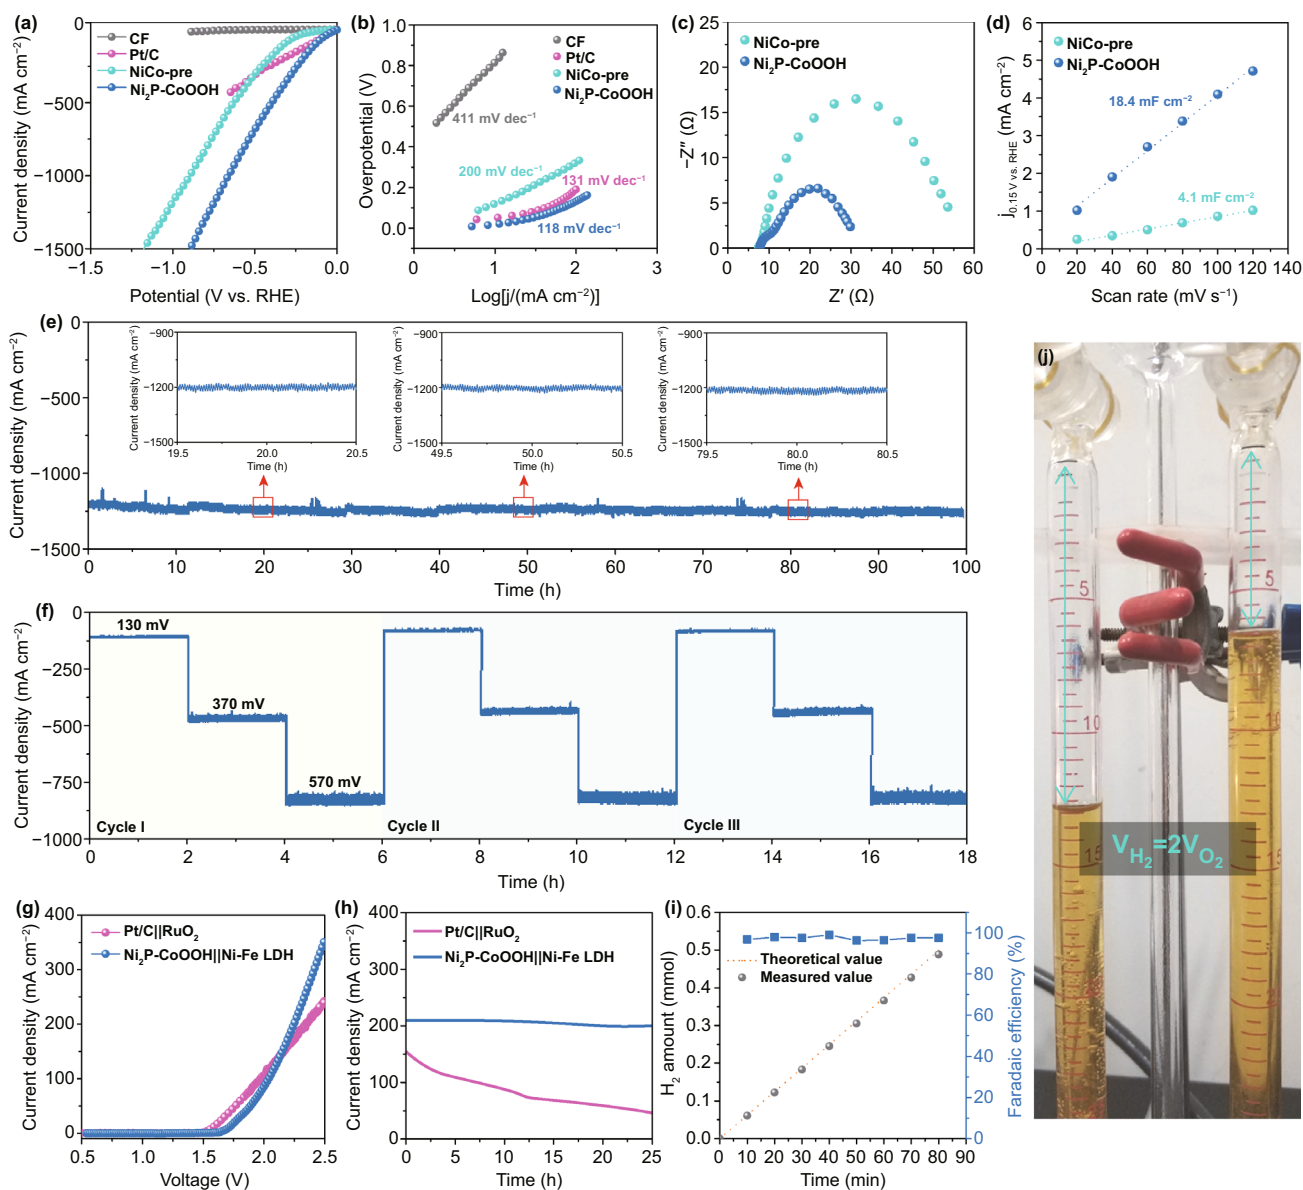 (a)
CF
Pt/C
NiCo-pre
Ni₂P-CoOOH
0
−500
−1000
−1500
−1.5
−1.0
−0.5
0.0
Current density (mA cm⁻²)
Potential (V vs. RHE)
(b)
CF
Pt/C
NiCo-pre
Ni₂P-CoOOH
411 mV dec⁻¹
200 mV dec⁻¹
131 mV dec⁻¹
118 mV dec⁻¹
1.0
0.8
0.6
0.4
0.2
0.0
0
1
2
3
Overpotential (V)
Log[j/(mA cm⁻²)]
(c)
NiCo-pre
Ni₂P-CoOOH
−25
−20
−15
−10
−5
0
0 10 20 30 40 50 60
−Z″ (Ω)
Z′ (Ω)
(d)
NiCo-pre
Ni₂P-CoOOH
18.4 mF cm⁻²
4.1 mF cm⁻²
6
5
4
3
2
1
0
0 20 40 60 80 100 120 140
j0.15 V vs. RHE (mA cm⁻²)
Scan rate (mV s⁻¹)
(e)
0
−250
−500
−750
−1000
−1250
−1500
0 10 20 30 40 50 60 70 80 90 100
Current density (mA cm⁻²)
Time (h)
−900
−1200
−1500
19.5 20.0 20.5
Current density (mA cm⁻²)
Time (h)
−900
−1200
−1500
49.5 50.0 50.5
Current density (mA cm⁻²)
Time (h)
−900
−1200
−1500
79.5 80.0 80.5
Current density (mA cm⁻²)
Time (h)
(f)
130 mV
370 mV
570 mV
Cycle I
Cycle II
Cycle III
0
−250
−500
−750
−1000
0 2 4 6 8 10 12 14 16 18
Current density (mA cm⁻²)
Time (h)
(g)
Pt/C||RuO₂
Ni₂P-CoOOH||Ni-Fe LDH
400
350
300
250
200
150
100
50
0
0.5 1.0 1.5 2.0 2.5
Current density (mA cm⁻²)
Voltage (V)
(h)
Pt/C||RuO₂
Ni₂P-CoOOH||Ni-Fe LDH
400
300
200
100
0
0 5 10 15 20 25
Current density (mA cm⁻²)
Time (h)
(i)
Theoretical value
Measured value
0.6
0.5
0.4
0.3
0.2
0.1
0.0
0 10 20 30 40 50 60 70 80 90
100
80
60
40
20
0
H₂ amount (mmol)
Faradaic efficiency (%)
Time (min)
(j)
5
10
15
5
10
15
V_H₂=2V_O₂